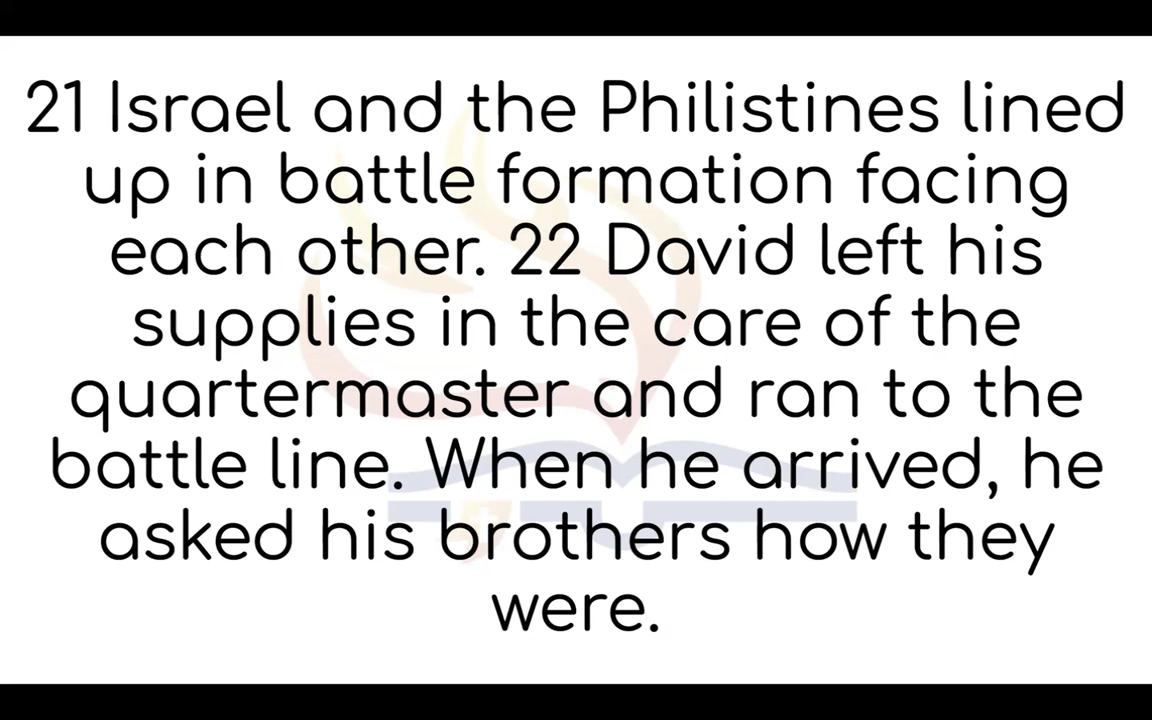 21 Israel and the Philistines lined
up in battle formation facing
each other. 22 David left his
supplies in the care of the
quartermaster and ran to the
battle line. When he arrived, he
asked his brothers how they
were.